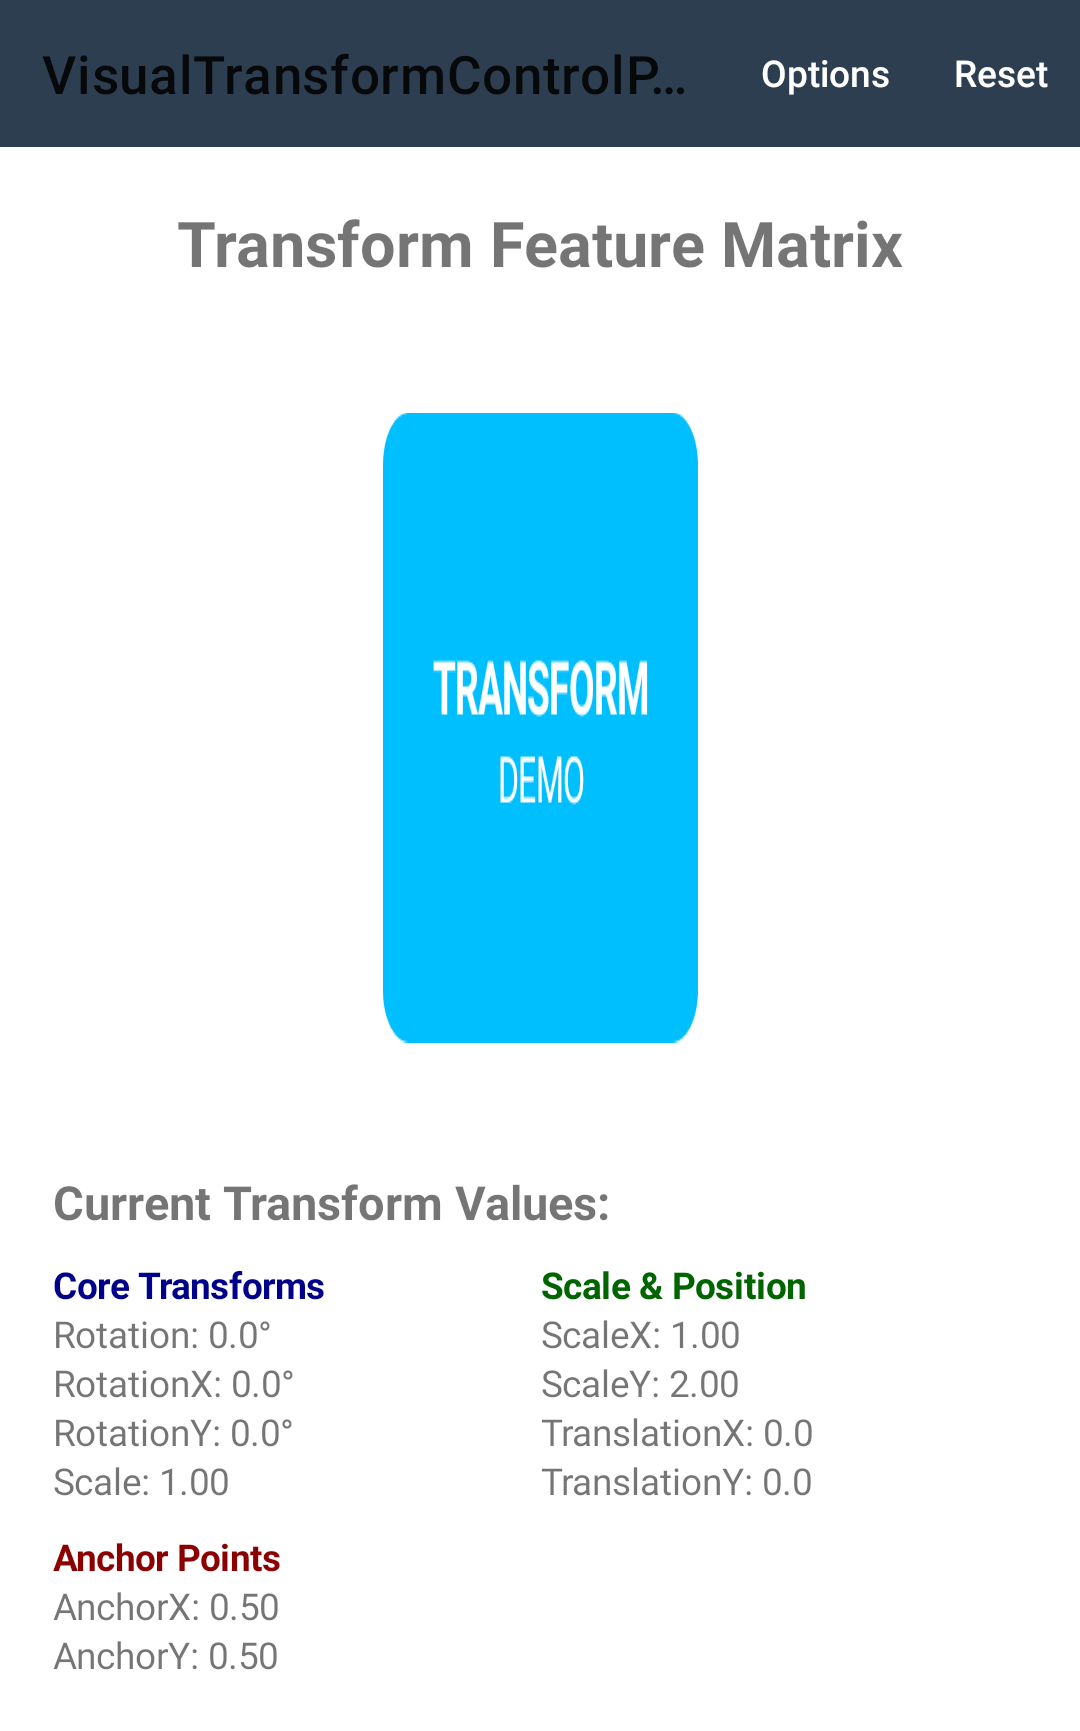 VisualTransformControlP...
Options
Reset
Transform Feature Matrix
TRANSFORM
DEMO
Current Transform Values:
Core Transforms
Rotation: 0.0°
RotationX: 0.0°
RotationY: 0.0°
Scale: 1.00
Scale & Position
ScaleX: 1.00
ScaleY: 2.00
TranslationX: 0.0
TranslationY: 0.0
Anchor Points
AnchorX: 0.50
AnchorY: 0.50